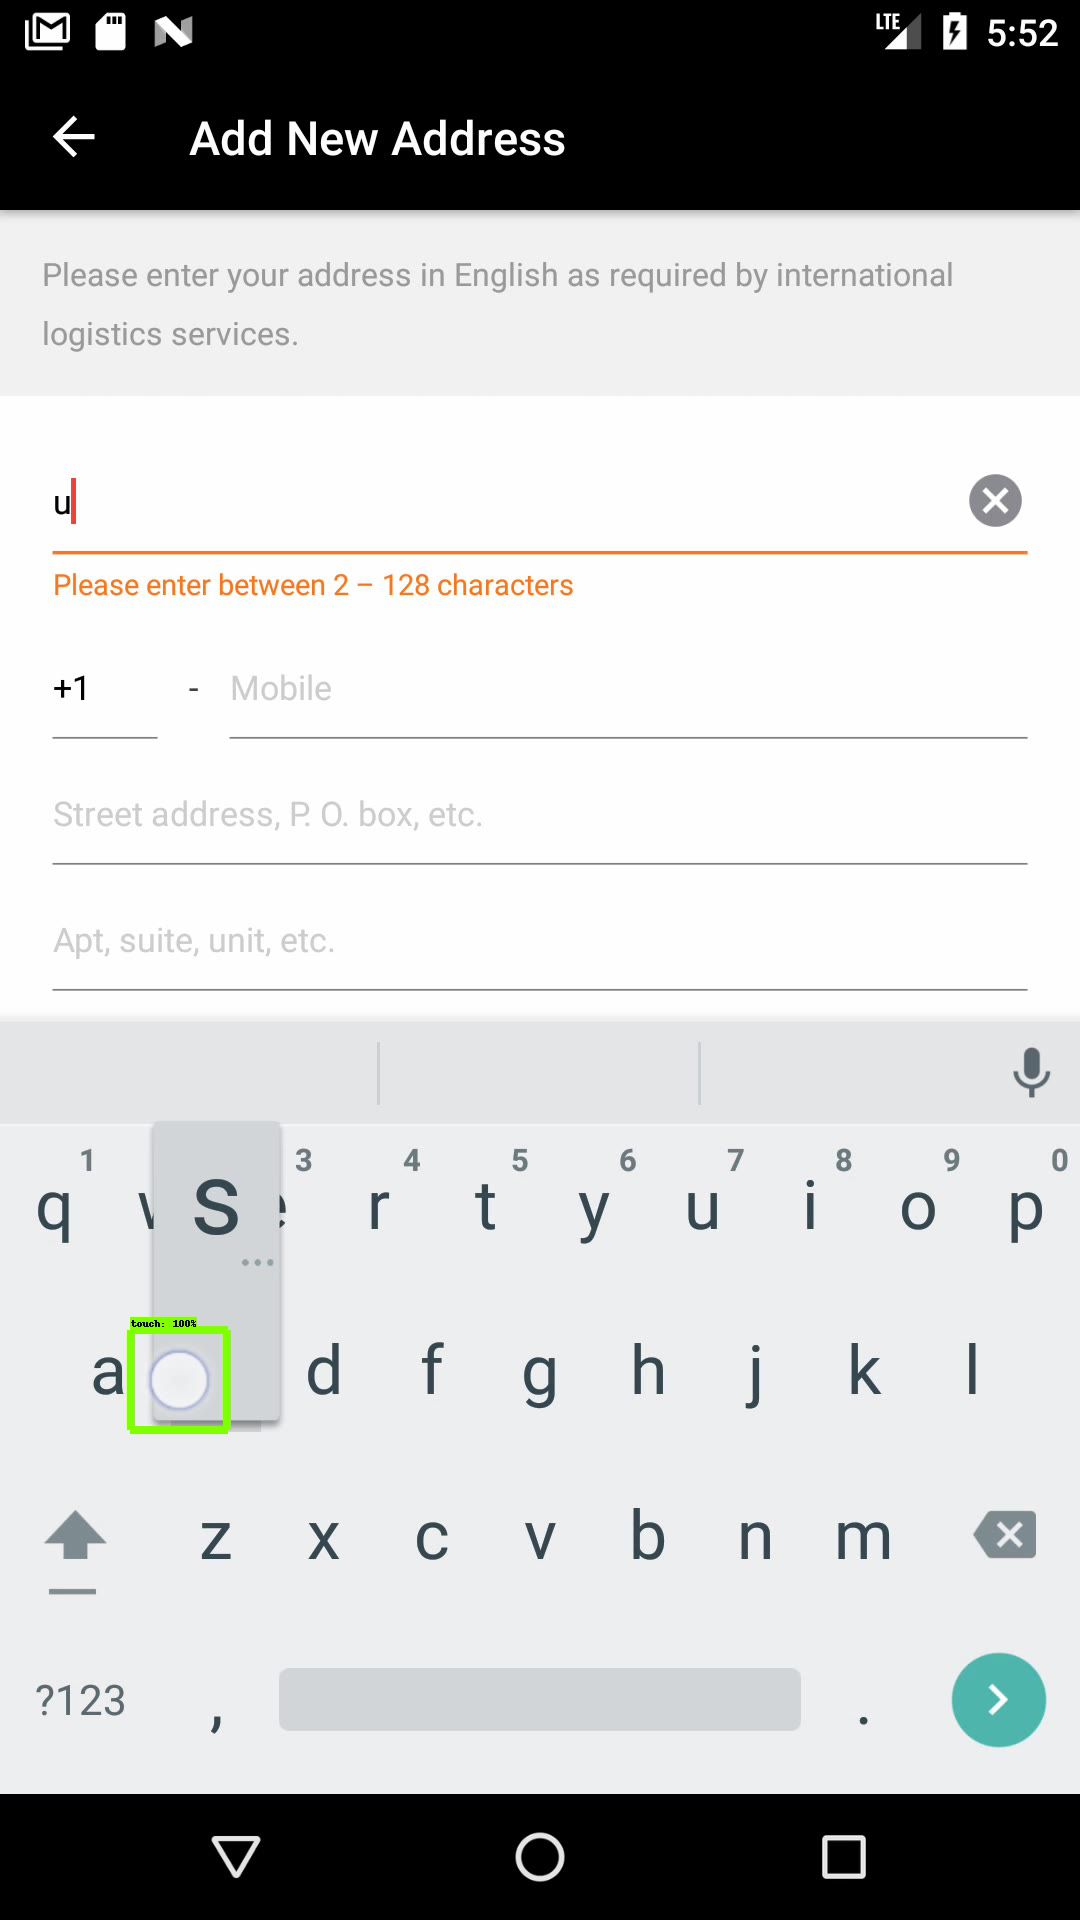 LTE 5:52
Add New Address
Please enter your address in English as required by international
logistics services.
u
Please enter between 2 – 128 characters
+1 - Mobile
Street address, P. O. box, etc.
Apt, suite, unit, etc.
1 3 4 5 6 7 8 9 0
q w s e r t y u i o p
...
touch: 100%
a d f g h j k l
z x c v b n m
?123 , .